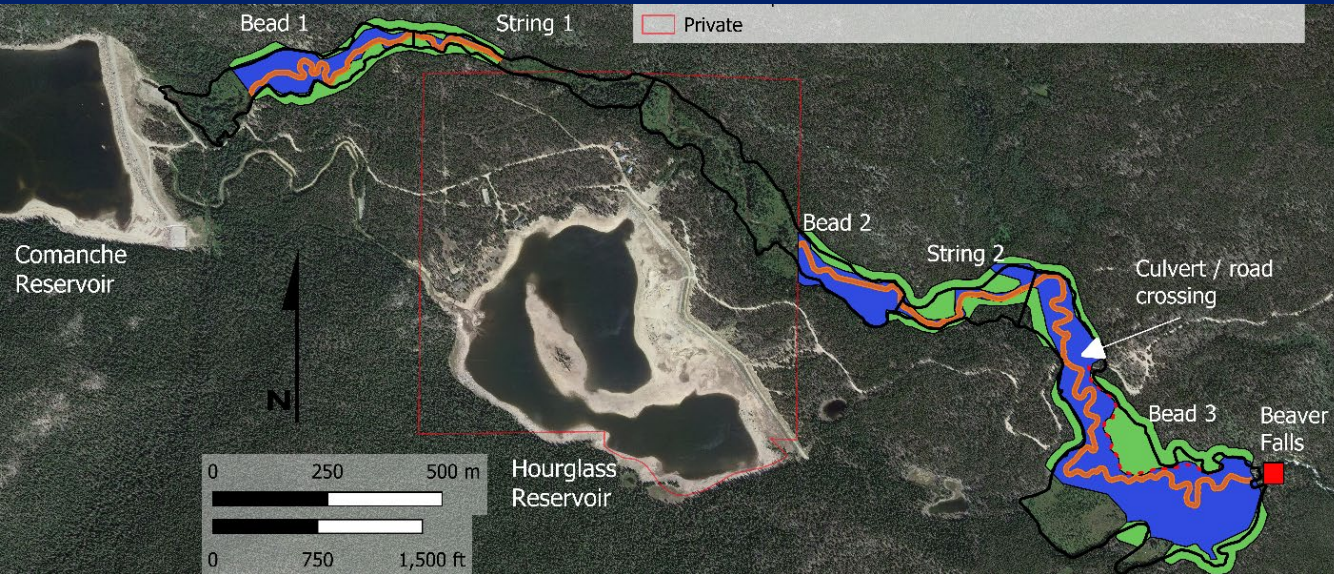 Bead 1
String 1
Private
Comanche
Reservoir
Bead 2
String 2
Culvert / road
crossing
Bead 3
Beaver
Falls
N
Hourglass
Reservoir
0 250 500 m
0 750 1,500 ft